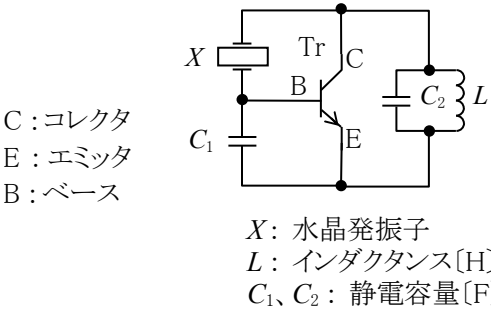 X
Tr
C
B
E
C₁
C₂
L
C：コレクタ
E：エミッタ
B：ベース
X： 水晶発振子
L： インダクタンス〔H〕
C₁、C₂： 静電容量〔F